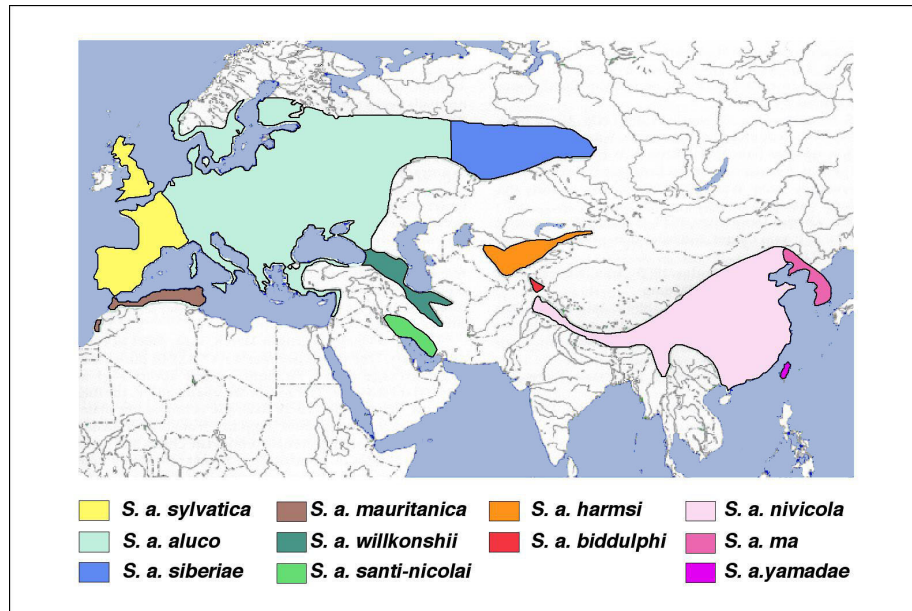 S. a. sylvatica S. a. mauritanica S. a. harmsi S. a. nivicola
S. a. aluco S. a. willkonshii S. a. biddulphi S. a. ma
S. a. siberiae S. a. santi-nicolai S. a.yamadae